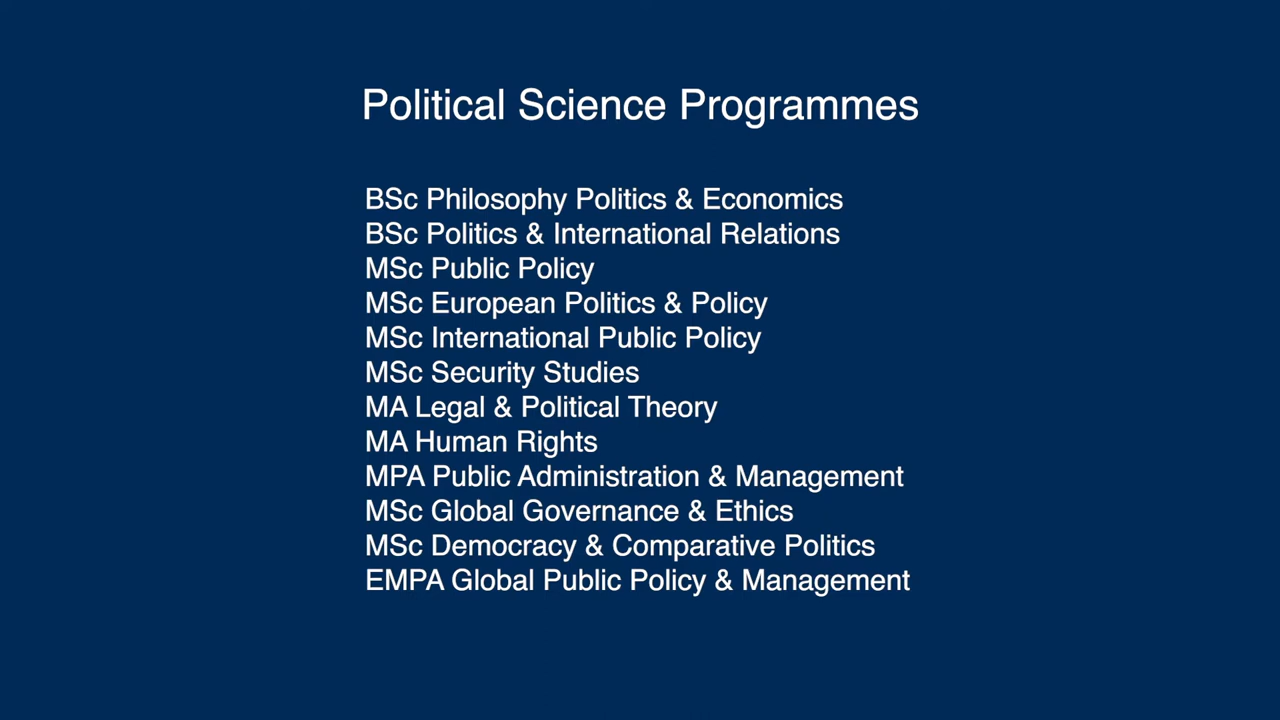 Political Science Programmes
BSc Philosophy Politics & Economics
BSc Politics & International Relations
MSc Public Policy
MSc European Politics & Policy
MSc International Public Policy
MSc Security Studies
MA Legal & Political Theory
MA Human Rights
MPA Public Administration & Management
MSc Global Governance & Ethics
MSc Democracy & Comparative Politics
EMPA Global Public Policy & Management